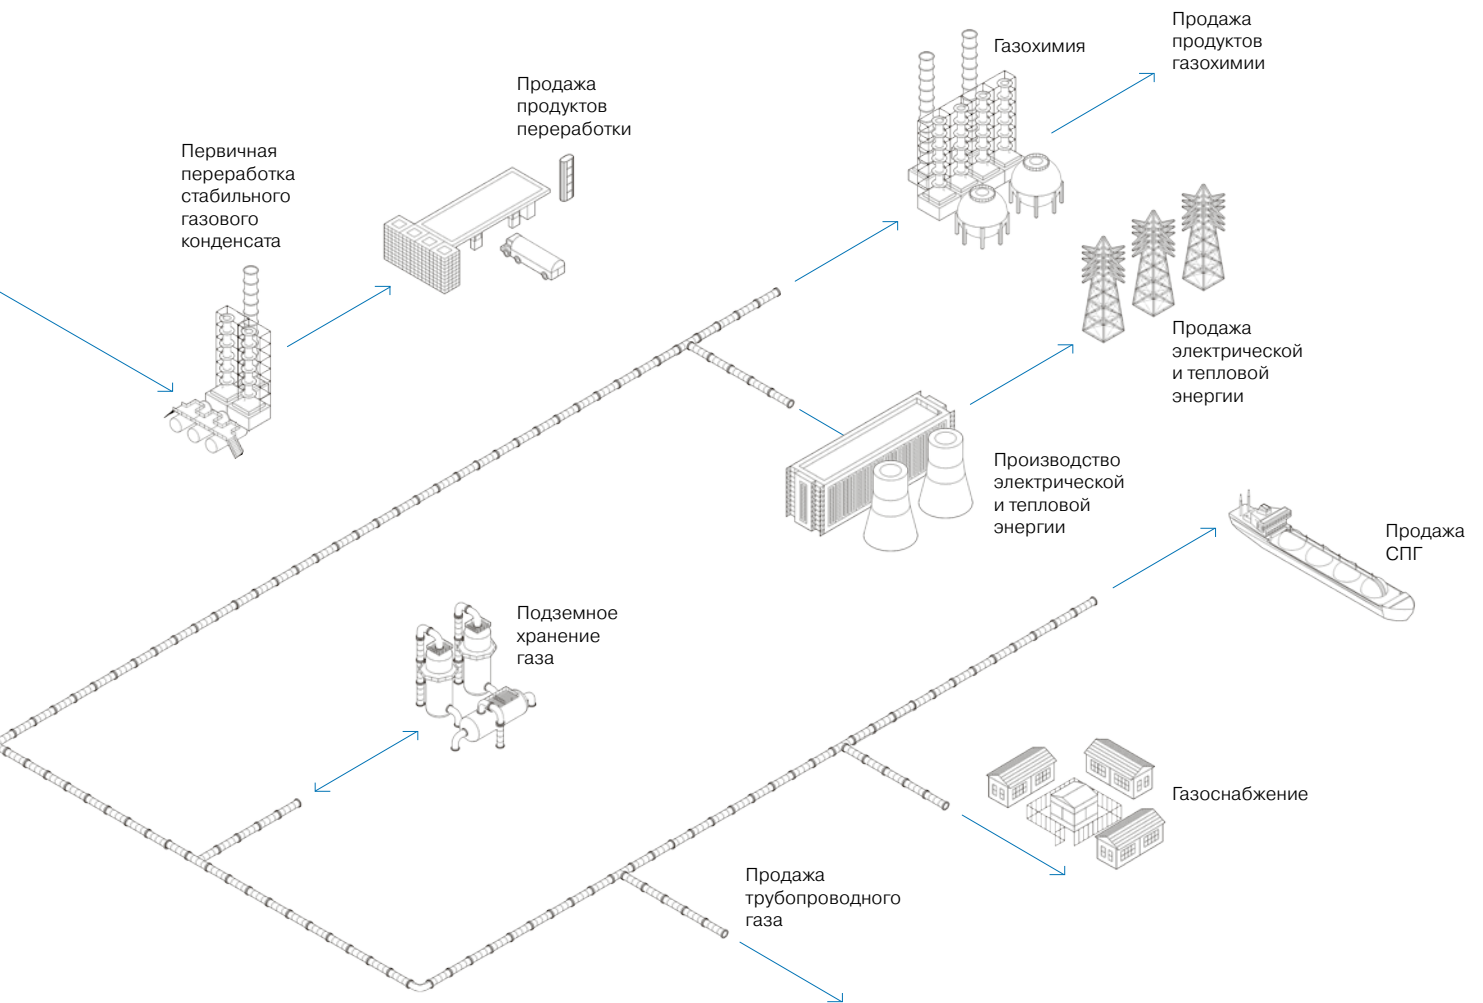 Продажа
продуктов
газохимии
Газохимия
Продажа
продуктов
переработки
Первичная
переработка
стабильного
газового
конденсата
Продажа
электрической
и тепловой
энергии
Производство
электрической
и тепловой
энергии
Продажа
СПГ
Подземное
хранение
газа
Газоснабжение
Продажа
трубопроводного
газа